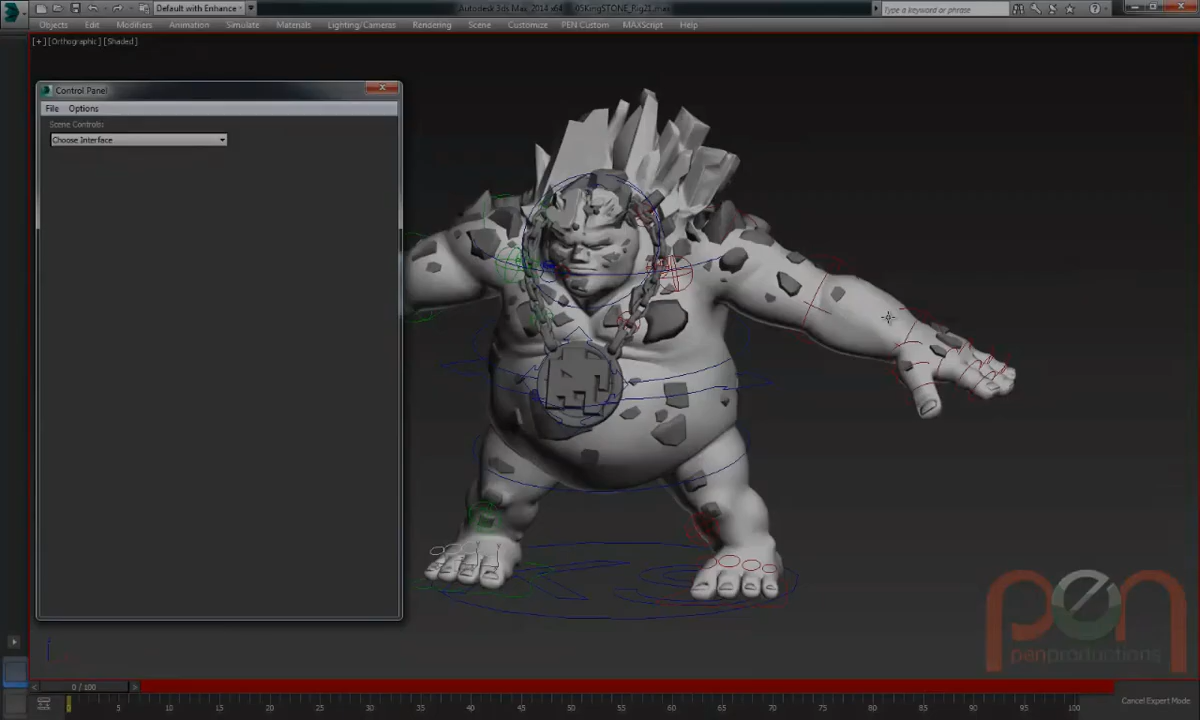 Default with Enhance
Autodesk 3ds Max 2014 x64
05KingSTONE_Rig21.max
Type a keyword or phrase
Objects Edit Modifiers Animation Simulate Materials Lighting/Cameras Rendering Scene Customize PEN Custom MAXScript Help
[+] [Orthographic] [Shaded]
Control Panel
File Options
Scene Controls:
Choose Interface
pen
penproductions
0 / 100
0 5 10 15 20 25 30 35 40 45 50 55 60 65 70 75 80 85 90 95 100
Cancel Expert Mode